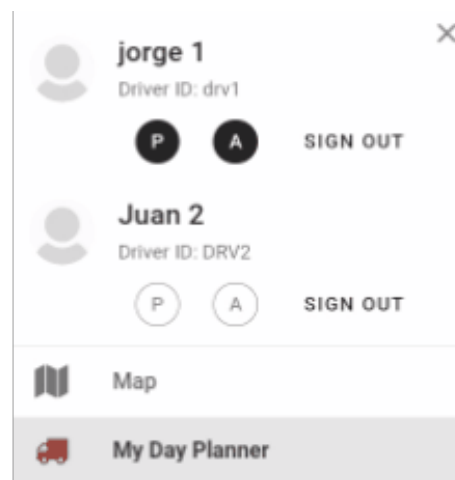 jorge 1
Driver ID: drv1
P A SIGN OUT
Juan 2
Driver ID: DRV2
P A SIGN OUT
Map
My Day Planner